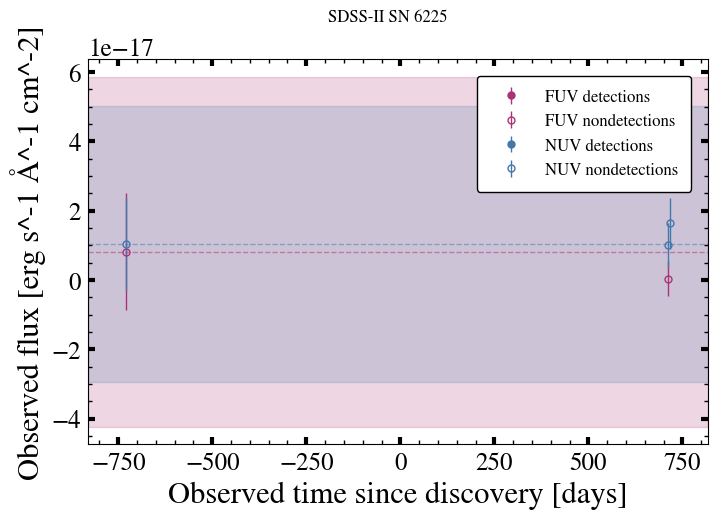 SDSS-II SN 6225
1e−17
6
4
2
0
−2
−4
Observed flux [erg s^-1 Å^-1 cm^-2]
FUV detections
FUV nondetections
NUV detections
NUV nondetections
−750 −500 −250 0 250 500 750
Observed time since discovery [days]